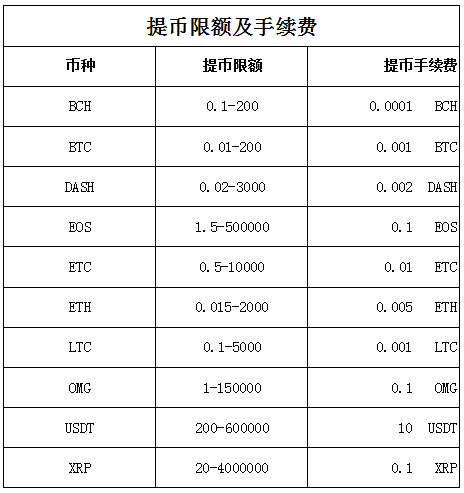 提币限额及手续费
币种 提币限额 提币手续费
BCH 0.1-200 0.0001 BCH
BTC 0.01-200 0.001 BTC
DASH 0.02-3000 0.002 DASH
EOS 1.5-500000 0.1 EOS
ETC 0.5-10000 0.01 ETC
ETH 0.015-2000 0.005 ETH
LTC 0.1-5000 0.001 LTC
OMG 1-150000 0.1 OMG
USDT 200-600000 10 USDT
XRP 20-4000000 0.1 XRP